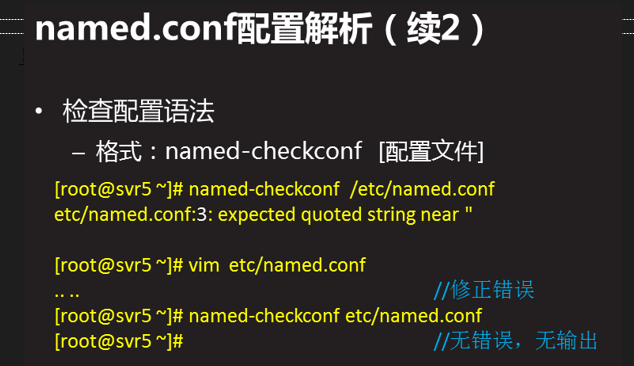 named.conf配置解析（续2）
• 检查配置语法
– 格式：named-checkconf [配置文件]
[root@svr5 ~]# named-checkconf /etc/named.conf
etc/named.conf:3: expected quoted string near "
[root@svr5 ~]# vim etc/named.conf
.. .. //修正错误
[root@svr5 ~]# named-checkconf etc/named.conf
[root@svr5 ~]# //无错误，无输出